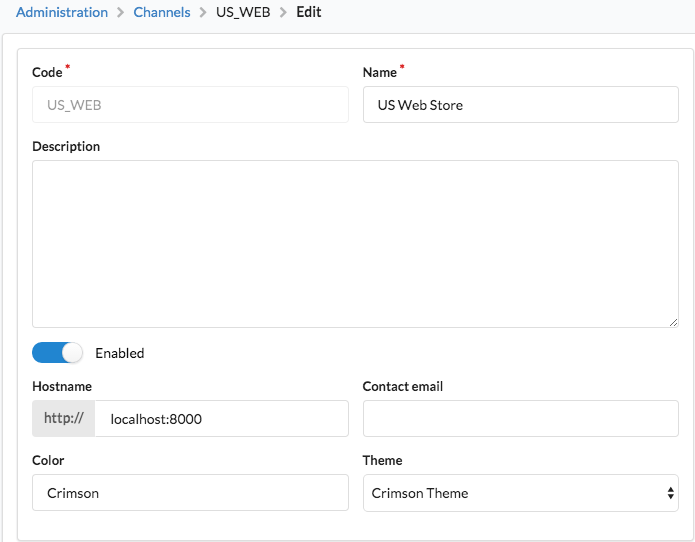 Administration > Channels > US_WEB > Edit
Code * Name *
US_WEB US Web Store
Description
Enabled
Hostname Contact email
http:// localhost:8000
Color Theme
Crimson Crimson Theme